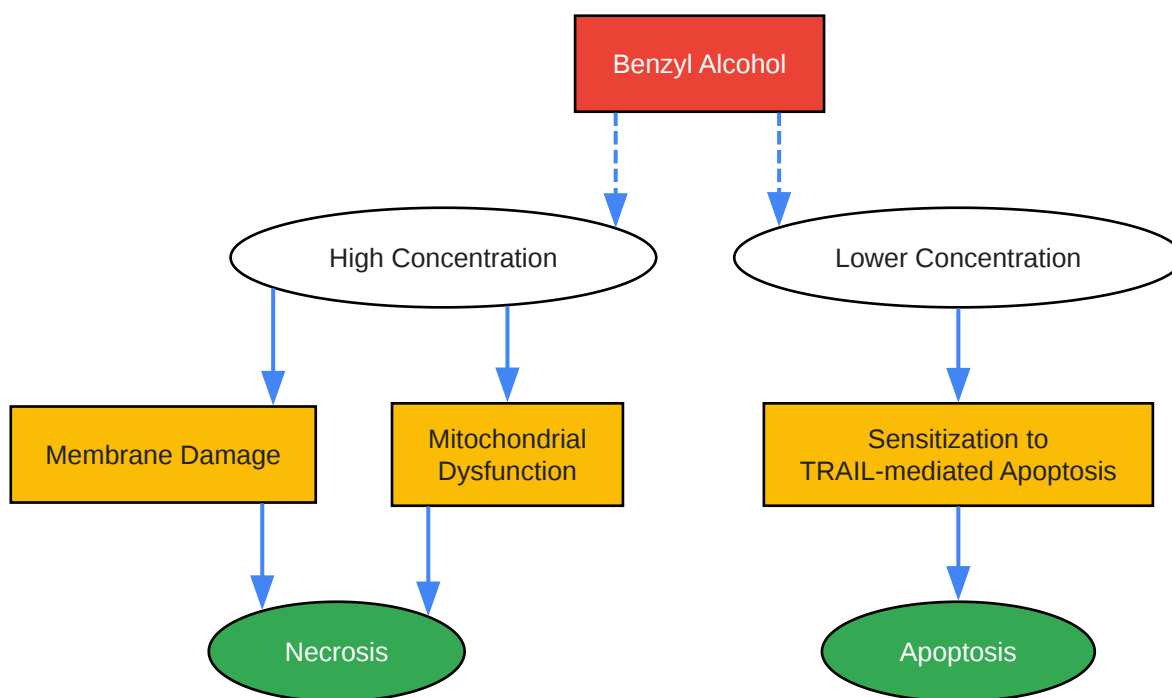 Benzyl Alcohol
High Concentration
Lower Concentration
Membrane Damage
Mitochondrial
Dysfunction
Sensitization to
TRAIL-mediated Apoptosis
Necrosis
Apoptosis